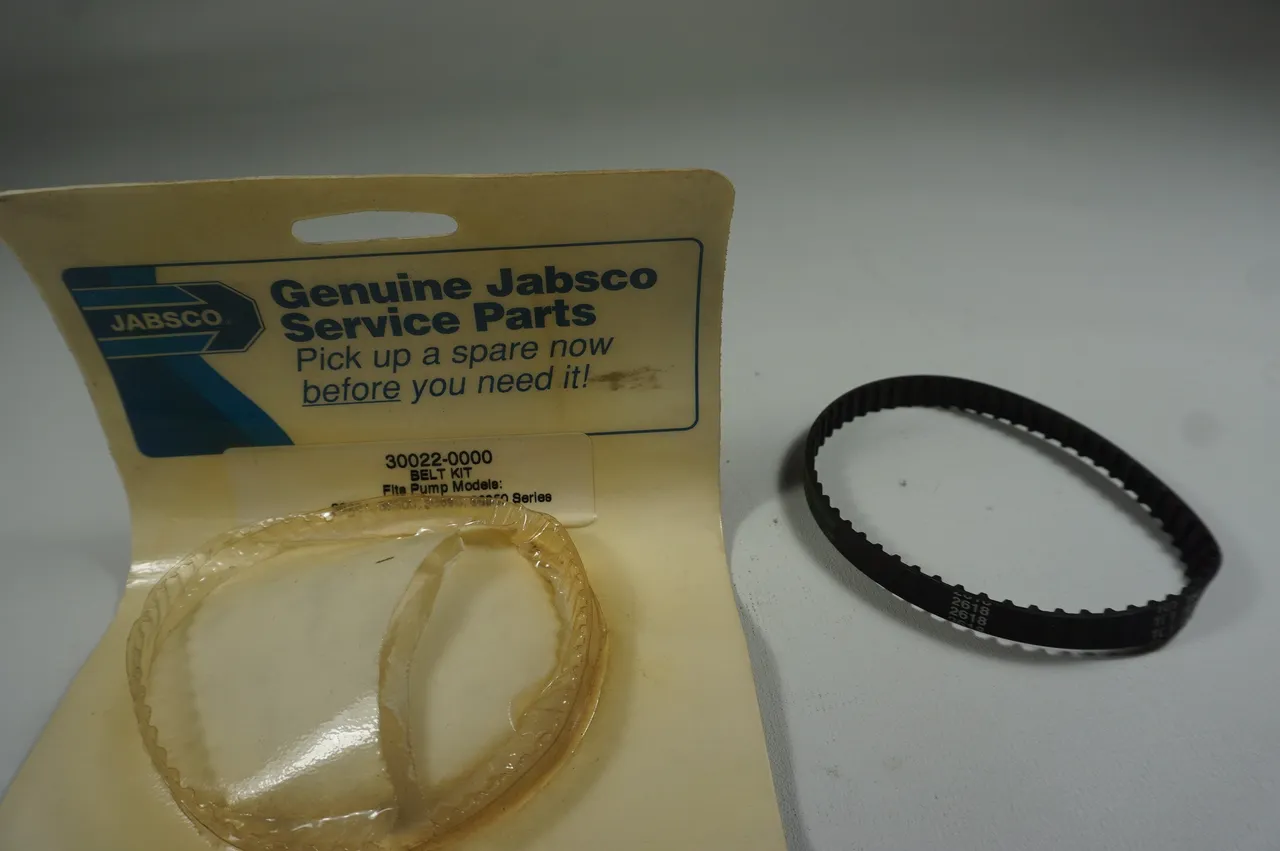 JABSCO
Genuine Jabsco
Service Parts
Pick up a spare now
before you need it!
30022-0000
BELT KIT
Fits Pump Models:
Series
2618
2618